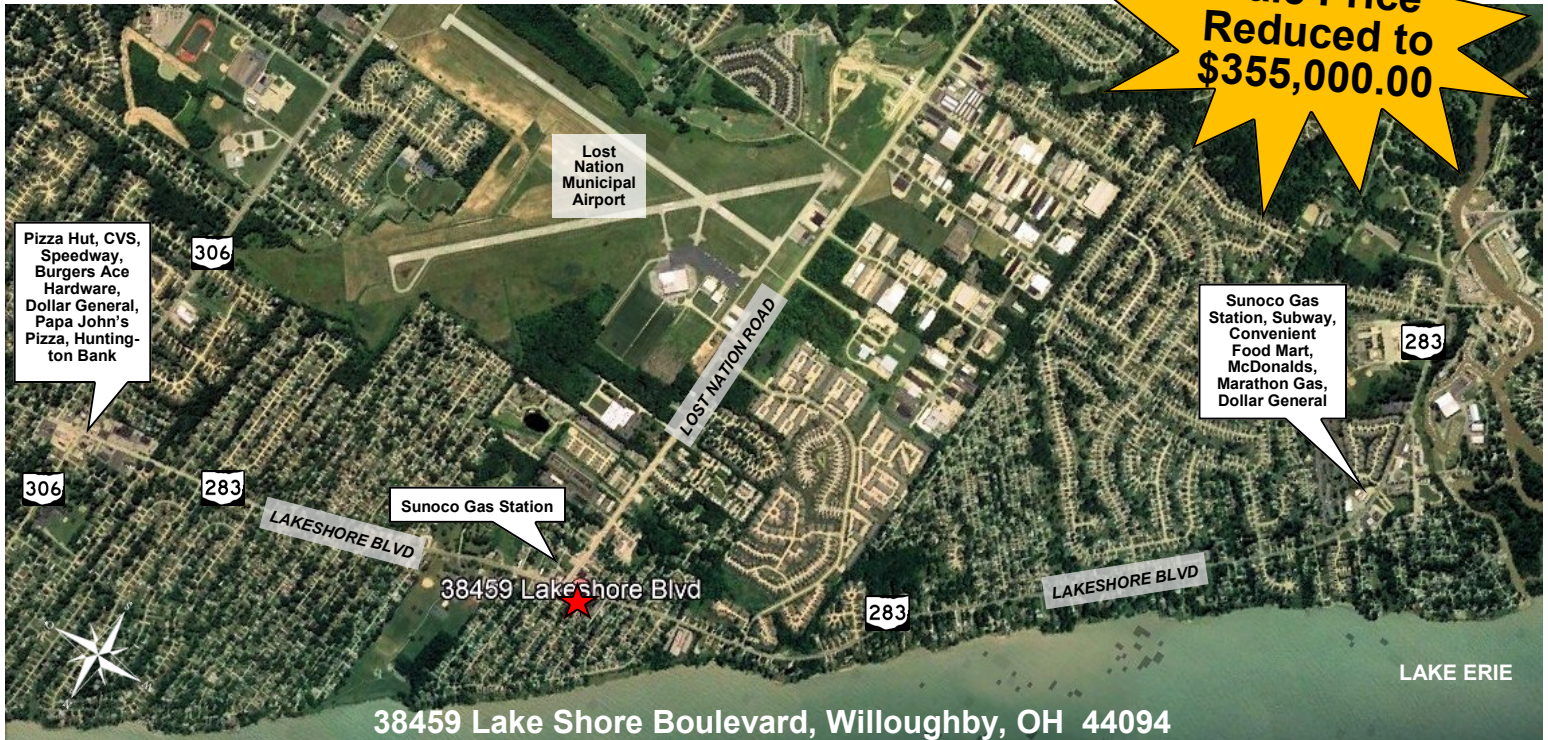 Reduced to
$355,000.00
Lost
Nation
Municipal
Airport
Pizza Hut, CVS,
Speedway,
Burgers Ace
Hardware,
Dollar General,
Papa John's
Pizza, Hunting-
ton Bank
306
LOST NATION ROAD
Sunoco Gas
Station, Subway,
Convenient
Food Mart,
McDonalds,
Marathon Gas,
Dollar General
283
306
283
Sunoco Gas Station
LAKESHORE BLVD
38459 Lakeshore Blvd
LAKESHORE BLVD
283
LAKE ERIE
38459 Lake Shore Boulevard, Willoughby, OH 44094